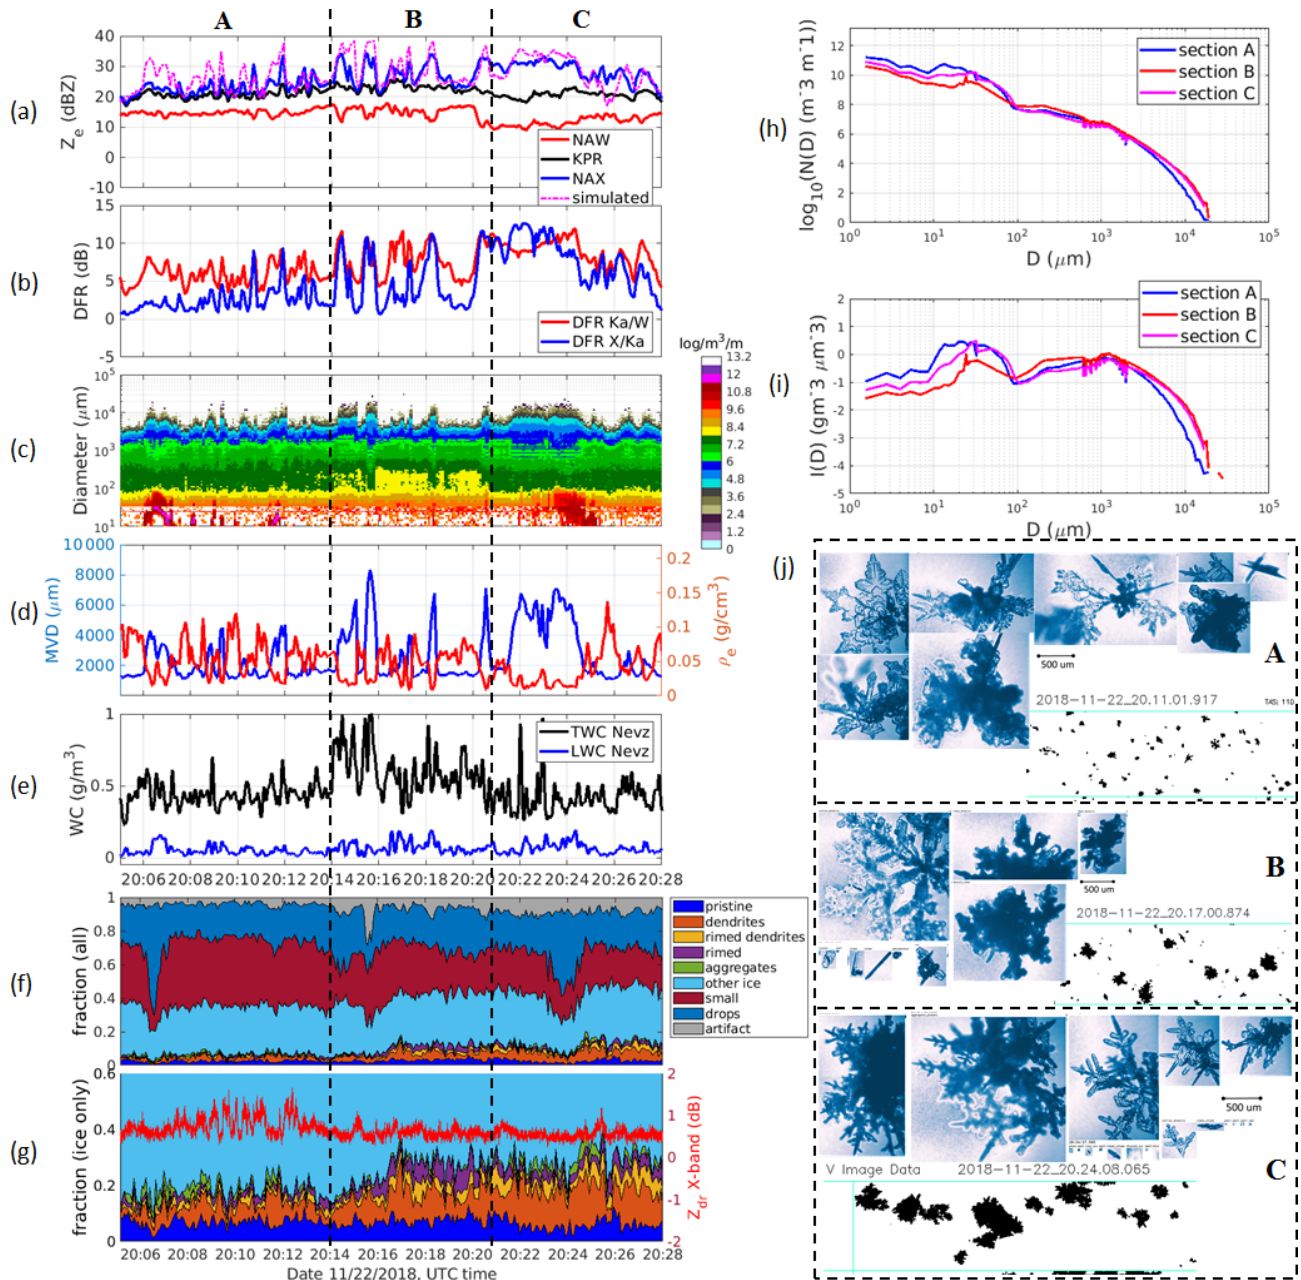 A B C
(a)
Z_e (dBZ)
40
30
20
10
0
-10
NAW
KPR
NAX
simulated
(b)
DFR (dB)
15
10
5
0
-5
DFR Ka/W
DFR X/Ka
(c)
Diameter (μm)
10^5
10^4
10^3
10^2
10^1
log/m^3/m
13.2
12
10.8
9.6
8.4
7.2
6
4.8
3.6
2.4
1.2
0
(d)
MVD (μm)
10 000
8000
6000
4000
2000
ρ_e (g/cm^3)
0.2
0.15
0.1
0.05
0
(e)
WC (g/m^3)
1
0.5
0
TWC Nevz
LWC Nevz
20:06 20:08 20:10 20:12 20:14 20:16 20:18 20:20 20:22 20:24 20:26 20:28
(f)
fraction (all)
1
0.8
0.6
0.4
0.2
0
pristine
dendrites
rimed dendrites
rimed
aggregates
other ice
small
drops
artifact
(g)
fraction (ice only)
0.6
0.4
0.2
0
Z_dr X-band (dB)
2
1
0
-1
-2
20:06 20:08 20:10 20:12 20:14 20:16 20:18 20:20 20:22 20:24 20:26 20:28
Date 11/22/2018, UTC time
(h)
log_10(N(D) (m^-3 m^-1))
12
10
8
6
4
2
0
section A
section B
section C
10^0 10^1 10^2 10^3 10^4 10^5
D (μm)
(i)
I(D) (gm^-3 μm^-3)
2
1
0
-1
-2
-3
-4
-5
section A
section B
section C
10^0 10^1 10^2 10^3 10^4 10^5
D (μm)
(j)
500 um
A
2018-11-22_20.11.01.917 TAS: 110
B
500 um
2018-11-22_20.17.00.874
500 um
V Image Data 2018-11-22_20.24.08.065
C